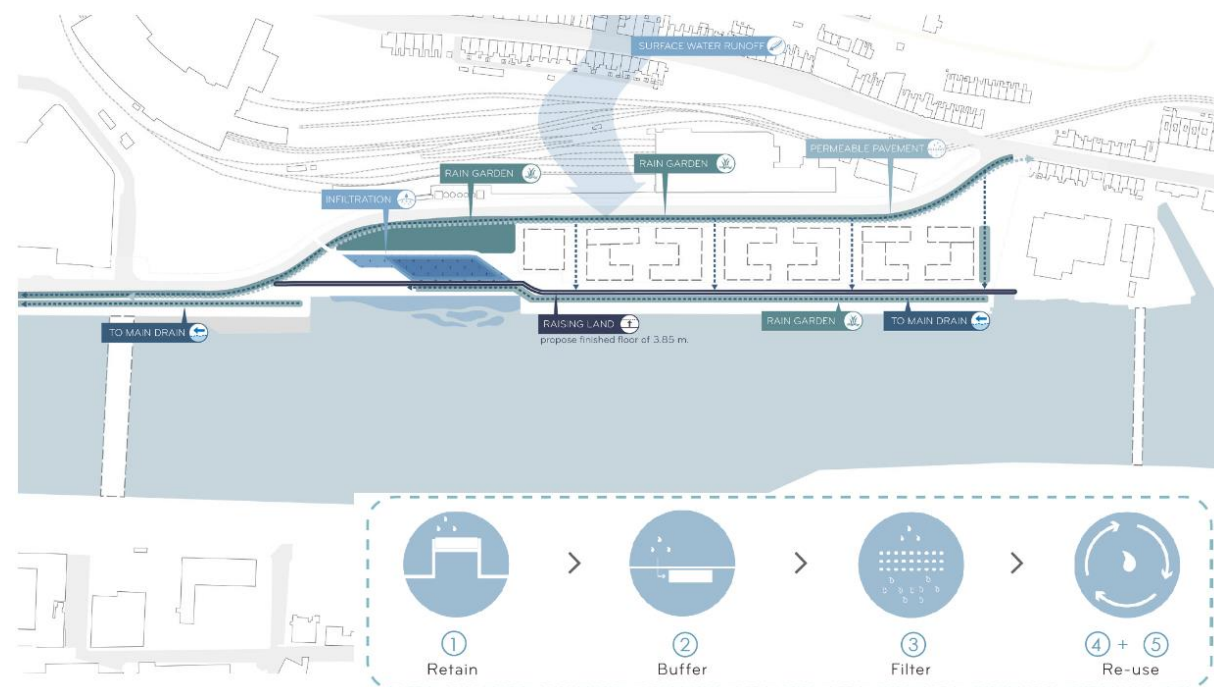 SURFACE WATER RUNOFF
PERMEABLE PAVEMENT
RAIN GARDEN
RAIN GARDEN
INFILTRATION
TO MAIN DRAIN
RAISING LAND
propose finished floor of 3.85 m.
RAIN GARDEN
TO MAIN DRAIN
1
Retain
2
Buffer
3
Filter
4 + 5
Re-use